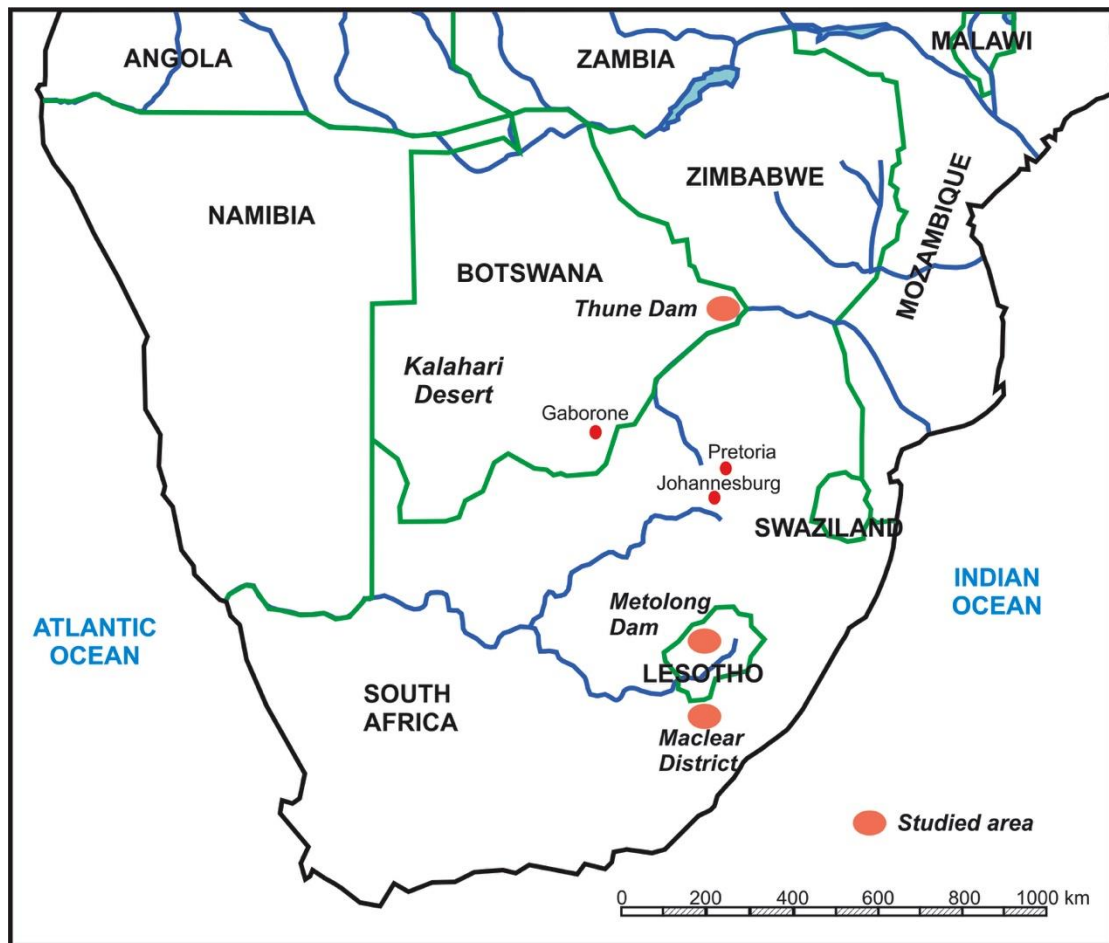 ANGOLA
ZAMBIA
MALAWI
NAMIBIA
ZIMBABWE
MOZAMBIQUE
BOTSWANA
Thune Dam
Kalahari
Desert
Gaborone
Pretoria
Johannesburg
SWAZILAND
ATLANTIC
OCEAN
INDIAN
OCEAN
Metolong
Dam
LESOTHO
SOUTH
AFRICA
Maclear
District
Studied area
0 200 400 600 800 1000 km